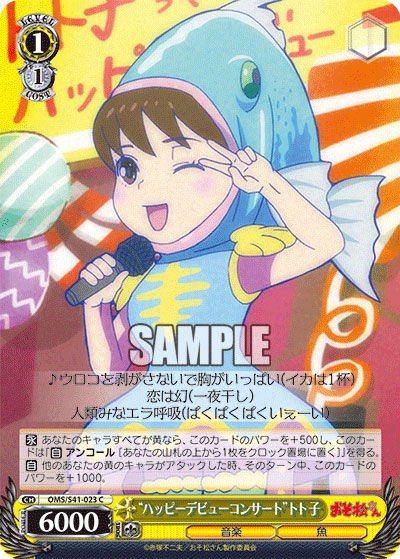 LEVEL
1
1
COST
SAMPLE
♪ウロコを剥がさないで胸がいっぱい(イカは1杯)
恋は幻(一夜干し)
人類みなエラ呼吸(ぱくぱくぱくいぇーい)
永 あなたのキャラすべてが黄なら、このカードのパワーを+500し、このカー
ドは『自 アンコール [あなたの山札の上から1枚をクロック置場に置く]』を得る。
自 他のあなたの黄のキャラがアタックした時、そのターン中、このカードの
パワーを+1000。
CH OMS/S41-023 C
6000
“ハッピーデビューコンサート”トト子
おそ松さん
音楽
魚
©赤塚不二夫/おそ松さん製作委員会